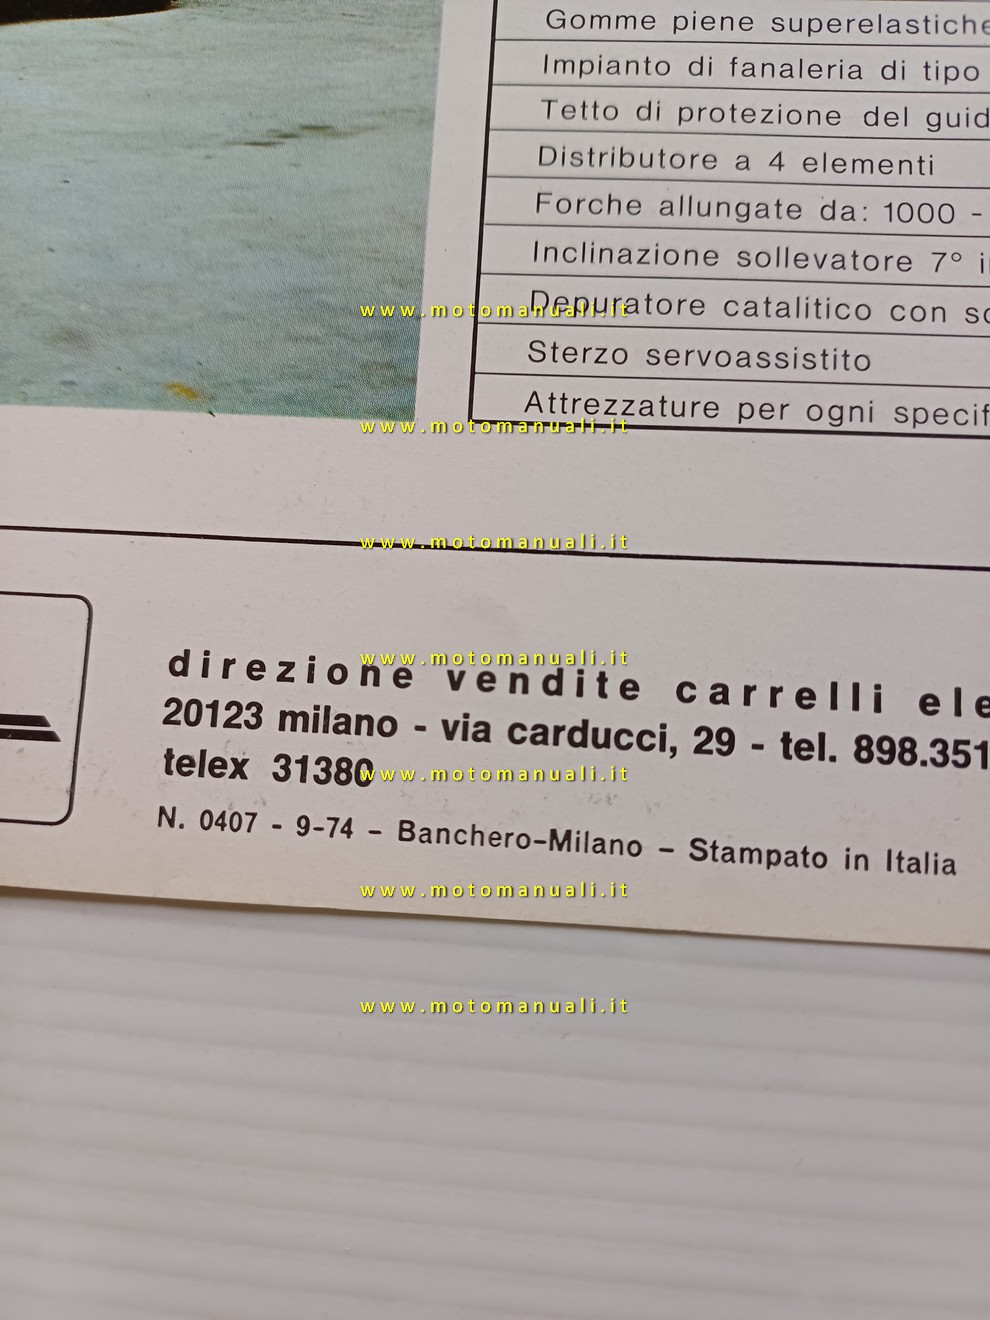 Gomme piene superelastiche
Impianto di fanaleria di tipo
Tetto di protezione del guid
Distributore a 4 elementi
Forche allungate da: 1000 -
Inclinazione sollevatore 7°
Depuratore catalitico con
Sterzo servoassistito
Attrezzature per ogni specif
direzione vendite carrelli ele
20123 milano - via carducci, 29 - tel. 898.351
telex 31380
N. 0407 - 9-74 - Banchero-Milano - Stampato in Italia
www.motomanuali.it
www.motomanuali.it
www.motomanuali.it
www.motomanuali.it
www.motomanuali.it
www.motomanuali.it
www.motomanuali.it